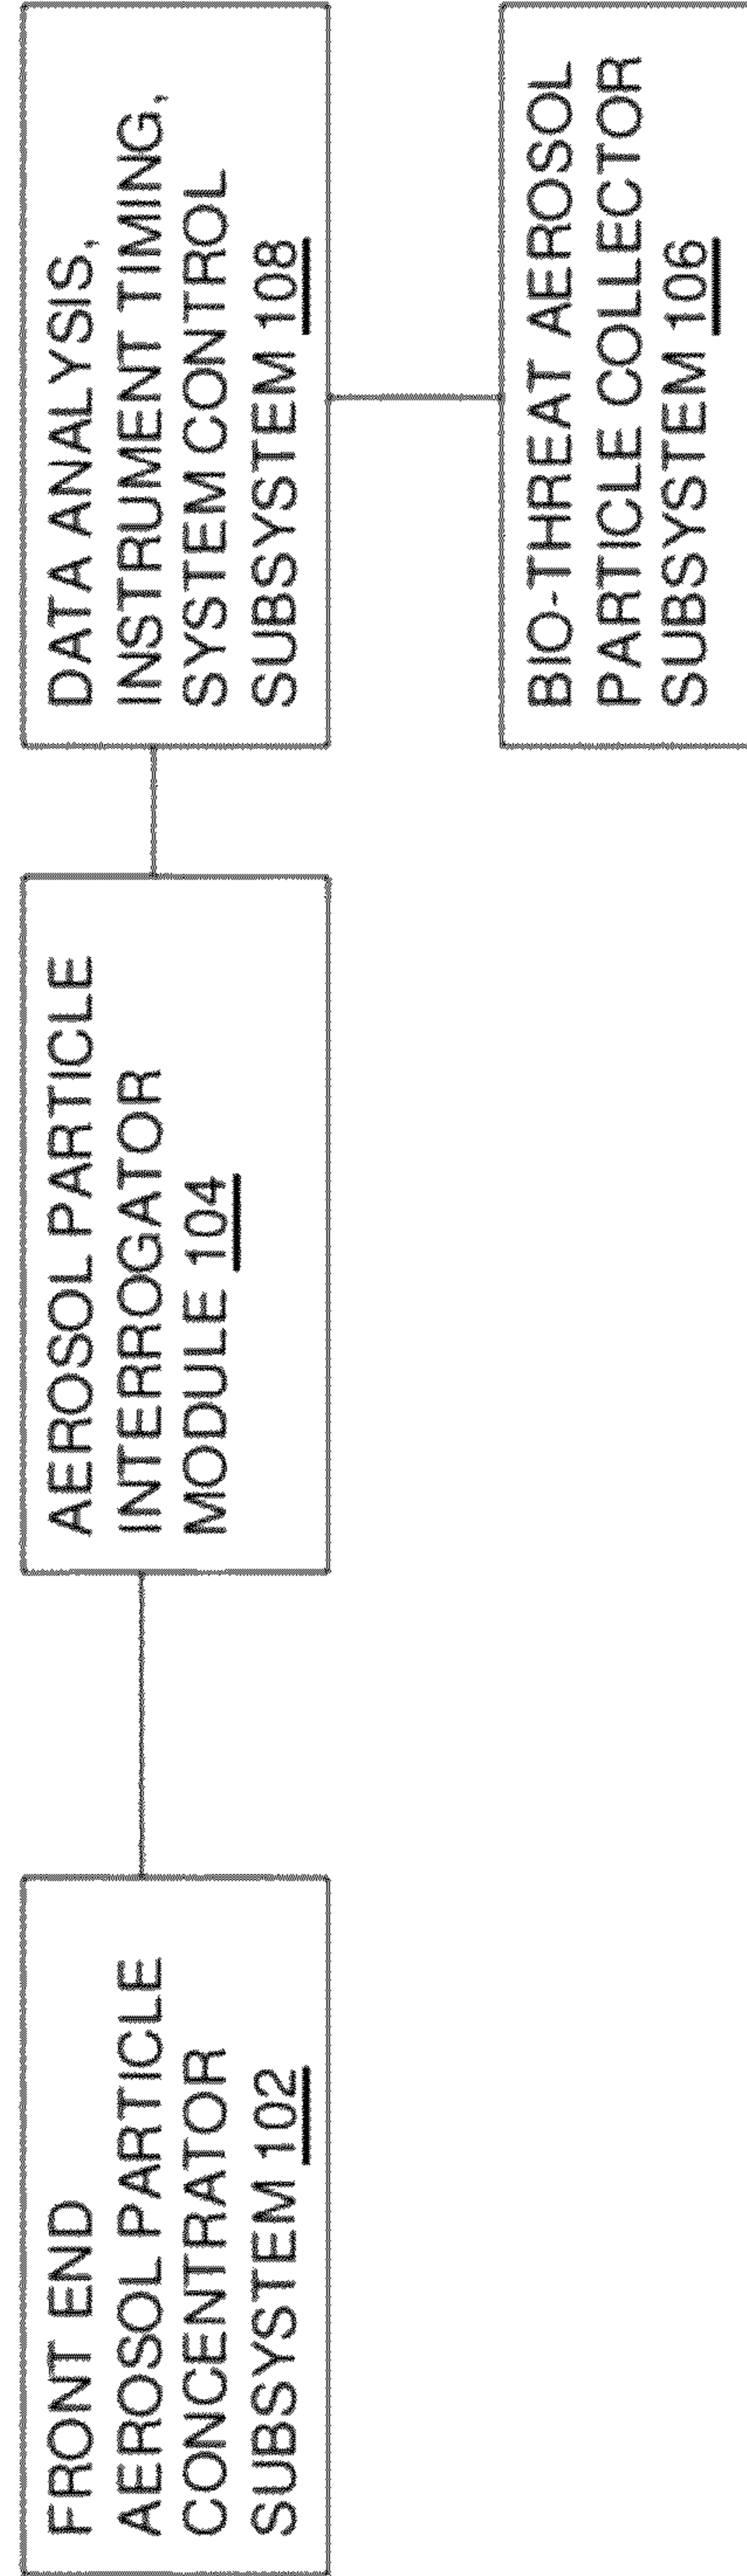 FRONT END
AEROSOL PARTICLE
CONCENTRATOR
SUBSYSTEM 102
AEROSOL PARTICLE
INTERROGATOR
MODULE 104
DATA ANALYSIS,
INSTRUMENT TIMING,
SYSTEM CONTROL
SUBSYSTEM 108
BIO-THREAT AEROSOL
PARTICLE COLLECTOR
SUBSYSTEM 106